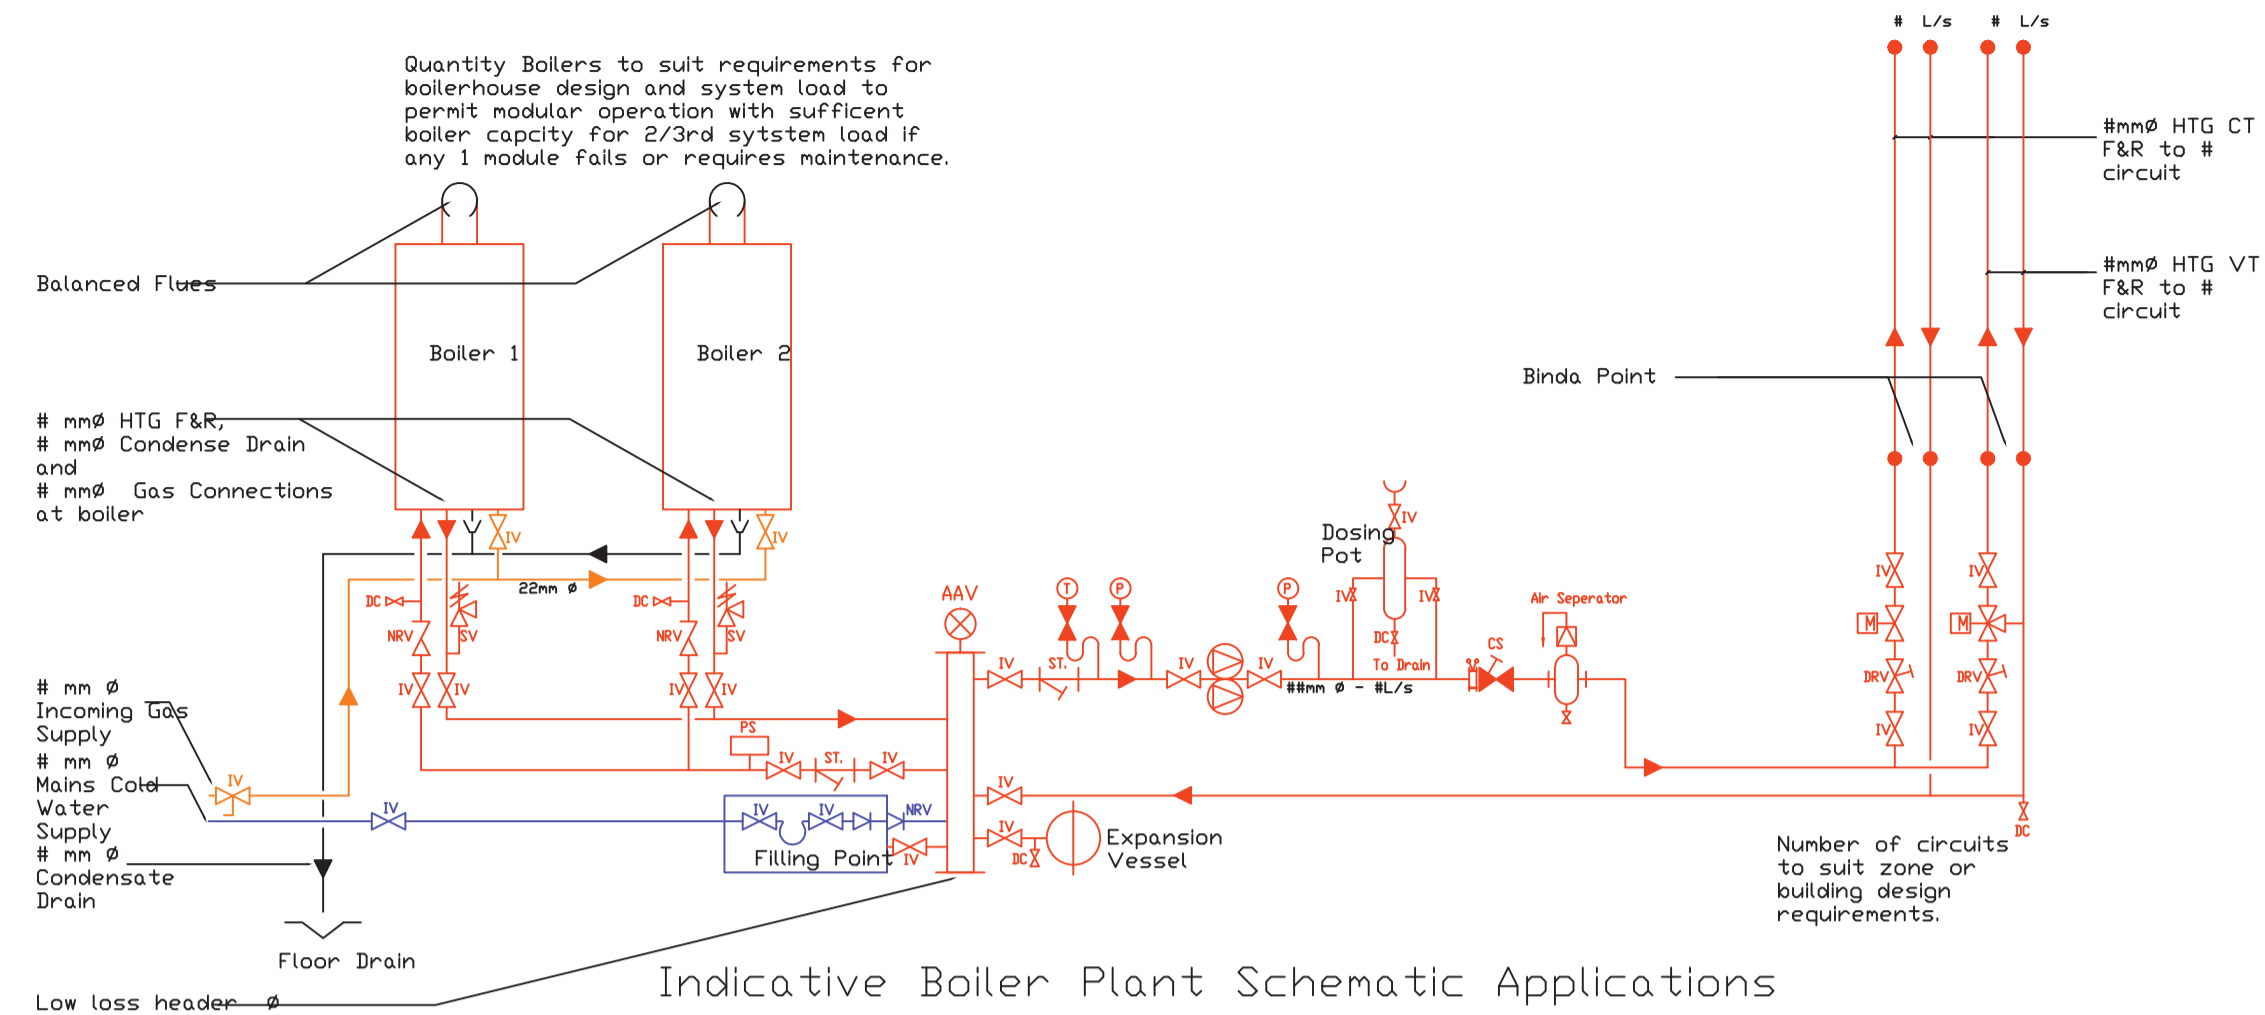 # L/s # L/s
Quantity Boilers to suit requirements for
boilerhouse design and system load to
permit modular operation with sufficent
boiler capcity for 2/3rd sytstem load if
any 1 module fails or requires maintenance.
#mmØ HTG CT
F&R to #
circuit
#mmØ HTG VT
F&R to #
circuit
Balanced Flues
Boiler 1
Boiler 2
Binda Point
# mmØ HTG F&R,
# mmØ Condense Drain
and
# mmØ Gas Connections
at boiler
IV
IV
22mm Ø
DC
DC
NRV
SV
NRV
SV
IV
IV
IV
IV
AAV
T
P
P
Dosing
Pot
IV
IV
IV
DC
To Drain
Air Seperator
IV
ST.
IV
IV
##mm Ø - #L/s
CS
IV
IV
M
M
DRV
DRV
IV
IV
# mm Ø
Incoming Gas
Supply
# mm Ø
Mains Cold
Water
Supply
# mm Ø
Condensate
Drain
IV
IV
PS
IV
ST.
IV
IV
IV
NRV
Filling Point
IV
IV
IV
DC
Expansion
Vessel
DC
Number of circuits
to suit zone or
building design
requirements.
Floor Drain
Low loss header Ø
Indicative Boiler Plant Schematic Applications